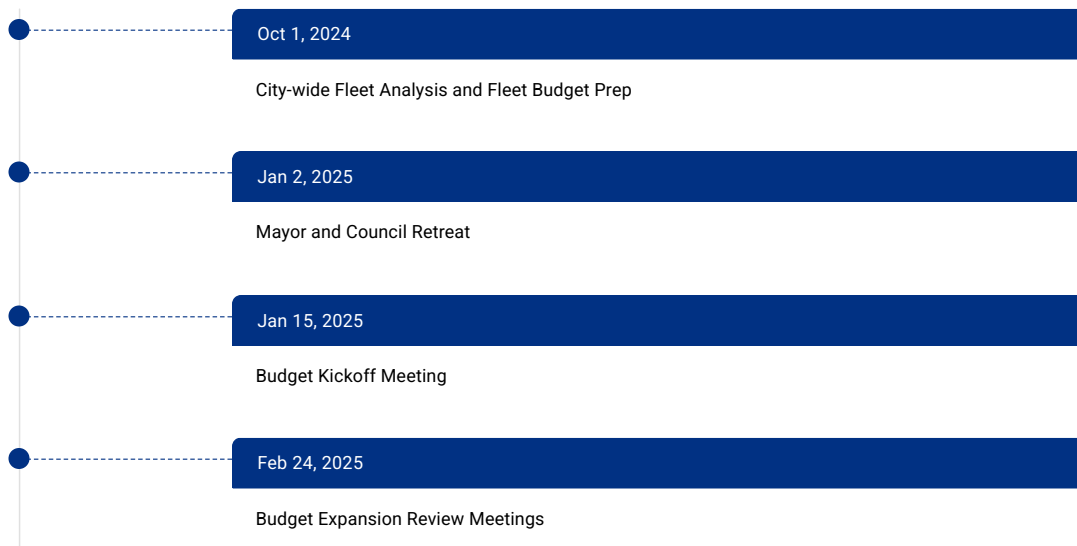 Oct 1, 2024
City-wide Fleet Analysis and Fleet Budget Prep
Jan 2, 2025
Mayor and Council Retreat
Jan 15, 2025
Budget Kickoff Meeting
Feb 24, 2025
Budget Expansion Review Meetings